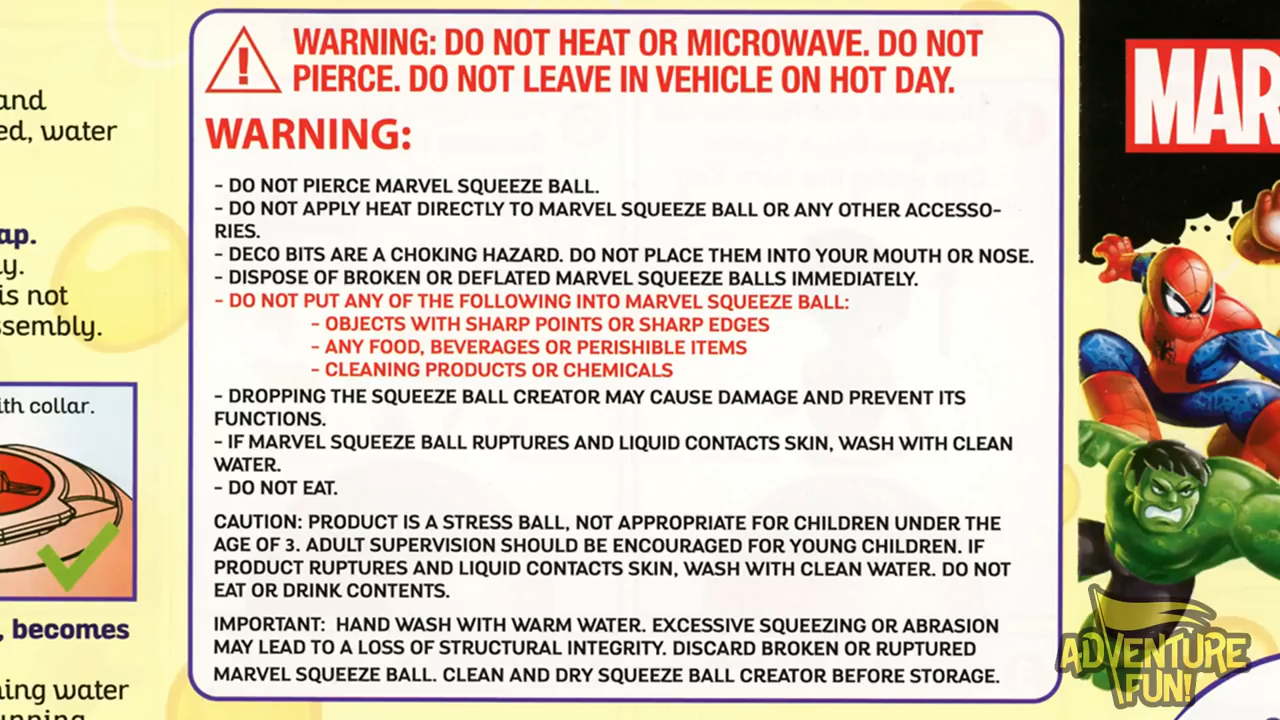 WARNING: DO NOT HEAT OR MICROWAVE. DO NOT
PIERCE. DO NOT LEAVE IN VEHICLE ON HOT DAY.
WARNING:
- DO NOT PIERCE MARVEL SQUEEZE BALL.
- DO NOT APPLY HEAT DIRECTLY TO MARVEL SQUEEZE BALL OR ANY OTHER ACCESSO-
RIES.
- DECO BITS ARE A CHOKING HAZARD. DO NOT PLACE THEM INTO YOUR MOUTH OR NOSE.
- DISPOSE OF BROKEN OR DEFLATED MARVEL SQUEEZE BALLS IMMEDIATELY.
- DO NOT PUT ANY OF THE FOLLOWING INTO MARVEL SQUEEZE BALL:
- OBJECTS WITH SHARP POINTS OR SHARP EDGES
- ANY FOOD, BEVERAGES OR PERISHIBLE ITEMS
- CLEANING PRODUCTS OR CHEMICALS
- DROPPING THE SQUEEZE BALL CREATOR MAY CAUSE DAMAGE AND PREVENT ITS
FUNCTIONS.
- IF MARVEL SQUEEZE BALL RUPTURES AND LIQUID CONTACTS SKIN, WASH WITH CLEAN
WATER.
- DO NOT EAT.
CAUTION: PRODUCT IS A STRESS BALL, NOT APPROPRIATE FOR CHILDREN UNDER THE
AGE OF 3. ADULT SUPERVISION SHOULD BE ENCOURAGED FOR YOUNG CHILDREN. IF
PRODUCT RUPTURES AND LIQUID CONTACTS SKIN, WASH WITH CLEAN WATER. DO NOT
EAT OR DRINK CONTENTS.
IMPORTANT: HAND WASH WITH WARM WATER. EXCESSIVE SQUEEZING OR ABRASION
MAY LEAD TO A LOSS OF STRUCTURAL INTEGRITY. DISCARD BROKEN OR RUPTURED
MARVEL SQUEEZE BALL. CLEAN AND DRY SQUEEZE BALL CREATOR BEFORE STORAGE.
and
ed, water
ap.
y.
is not
ssembly.
ith collar.
, becomes
ning water
MAR
ADVENTURE
FUN!